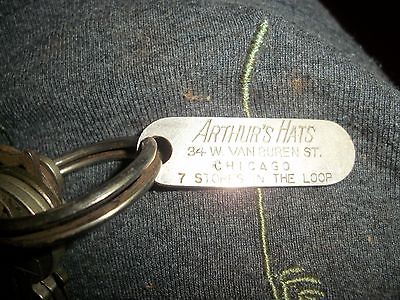 ARTHUR'S HATS
34 W. VAN BUREN ST.
CHICAGO
7 STORES IN THE LOOP